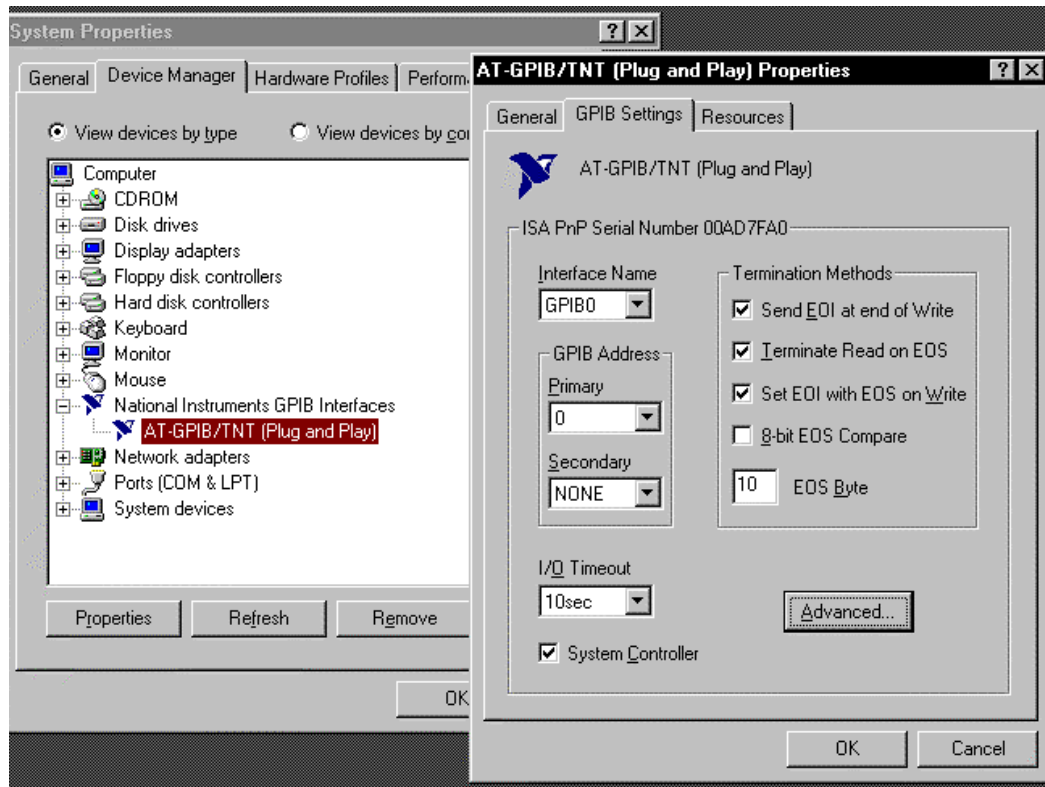 System Properties
General Device Manager Hardware Profiles Perform
View devices by type View devices by co
Computer
CDROM
Disk drives
Display adapters
Floppy disk controllers
Hard disk controllers
Keyboard
Monitor
Mouse
National Instruments GPIB Interfaces
AT-GPIB/TNT (Plug and Play)
Network adapters
Ports (COM & LPT)
System devices
Properties Refresh Remove
OK
AT-GPIB/TNT (Plug and Play) Properties
General GPIB Settings Resources
AT-GPIB/TNT (Plug and Play)
ISA PnP Serial Number 00AD7FA0
Interface Name
GPIB0
GPIB Address
Primary
0
Secondary
NONE
Termination Methods
Send EOI at end of Write
Terminate Read on EOS
Set EOI with EOS on Write
8-bit EOS Compare
10 EOS Byte
I/O Timeout
10sec
Advanced...
System Controller
OK Cancel